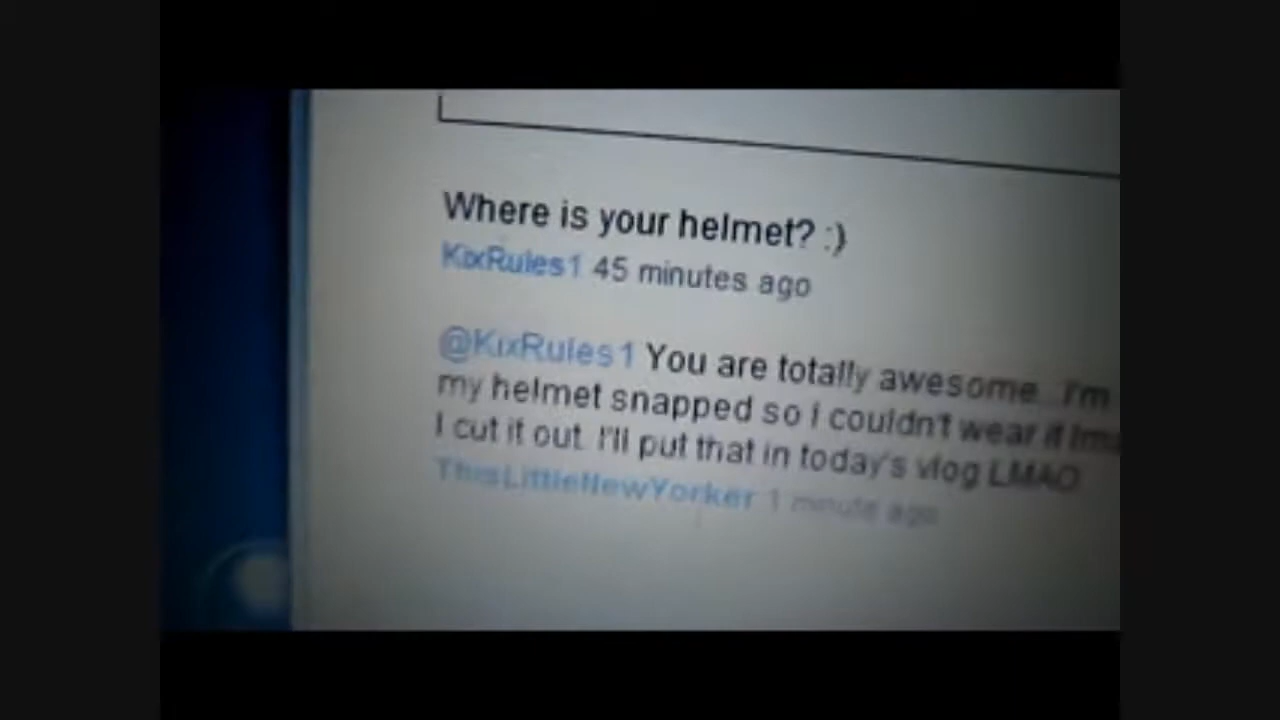 Where is your helmet? :)
KixRules1 45 minutes ago
@KixRules1 You are totally awesome...I'm
my helmet snapped so I couldn't wear it lma
I cut it out. I'll put that in today's vlog LMAO
ThisLittleNewYorker 1 minute ago